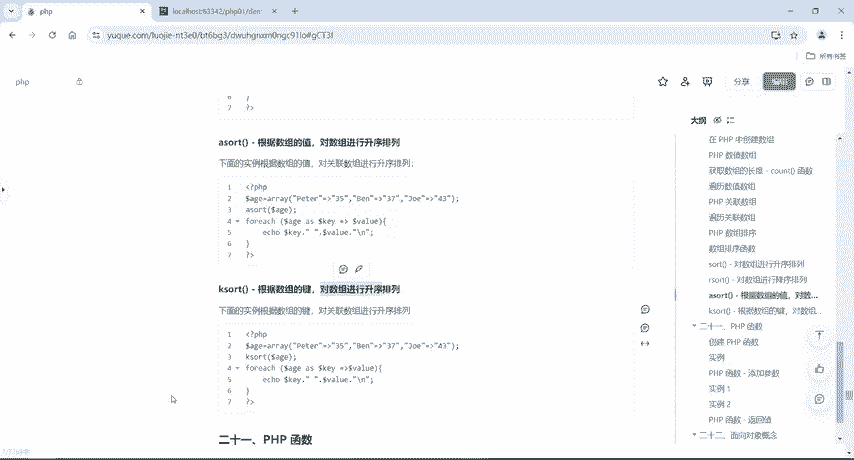 php
localhost:63342/php01/den
yuque.com/luojie-nt3e0/bt6bg3/dwuhgnxm0ngc91lo#gCT3f
所有书签
php
分享
大纲
7 ?>
asort() - 根据数组的值，对数组进行升序排列
下面的实例根据数组的值，对关联数组进行升序排列：
1 <?php
2 $age=array("Peter"=>"35","Ben"=>"37","Joe"=>"43");
3 asort($age);
4 foreach ($age as $key => $value){
5 echo $key." ".$value."\n";
6 }
7 ?>
ksort() - 根据数组的键，对数组进行升序排列
下面的实例根据数组的键，对关联数组进行升序排列
1 <?php
2 $age=array("Peter"=>"35","Ben"=>"37","Joe"=>"43");
3 ksort($age);
4 foreach ($age as $key =>$value){
5 echo $key." ".$value."\n";
6 }
7 ?>
二十一、PHP 函数
在 PHP 中创建数组
PHP 数值数组
获取数组的长度 - count() 函数
遍历数值数组
PHP 关联数组
遍历关联数组
PHP 数组排序
数组排序函数
sort() - 对数组进行升序排列
rsort() - 对数组进行降序排列
asort() - 根据数组的值，对数...
ksort() - 根据数组的键，对数组...
二十一、PHP 函数
创建 PHP 函数
实例
PHP 函数 - 添加参数
实例 1
实例 2
PHP 函数 - 返回值
二十二、面向对象概念